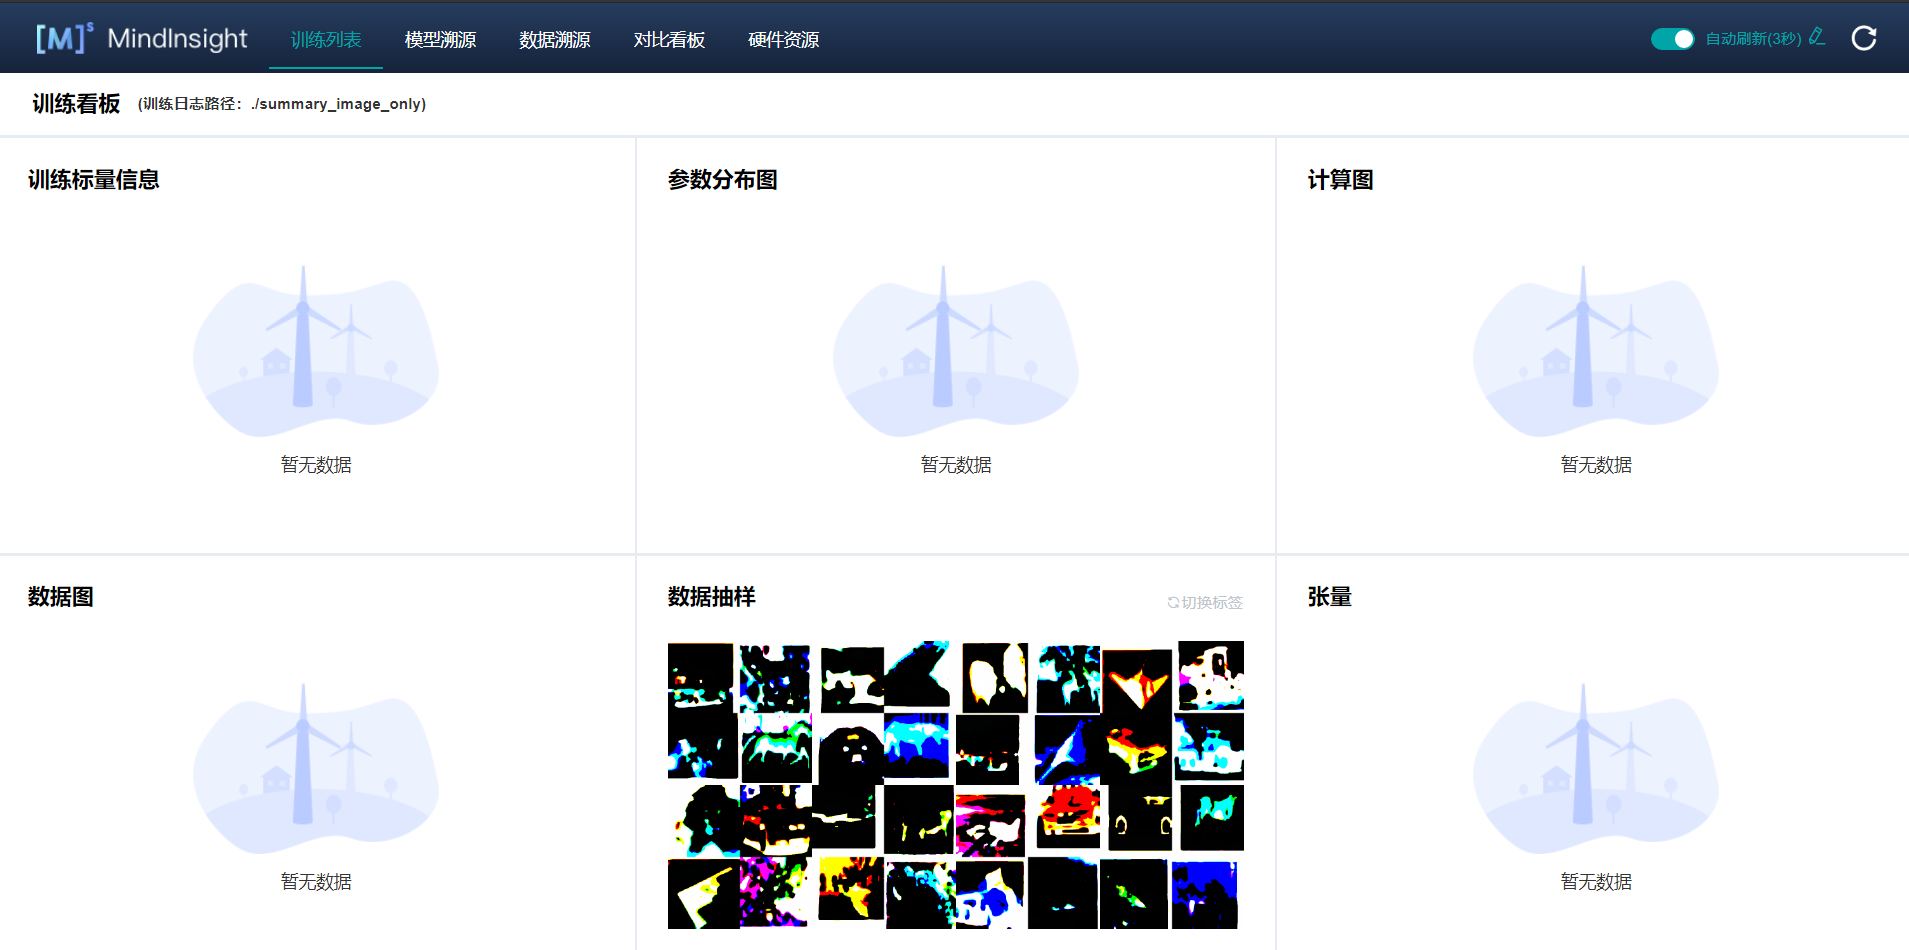 [M]s MindInsight 训练列表 模型溯源 数据溯源 对比看板 硬件资源 自动刷新(3秒)
训练看板 (训练日志路径：./summary_image_only)
训练标量信息 参数分布图 计算图
暂无数据 暂无数据 暂无数据
数据图 数据抽样 切换标签 张量
暂无数据 暂无数据